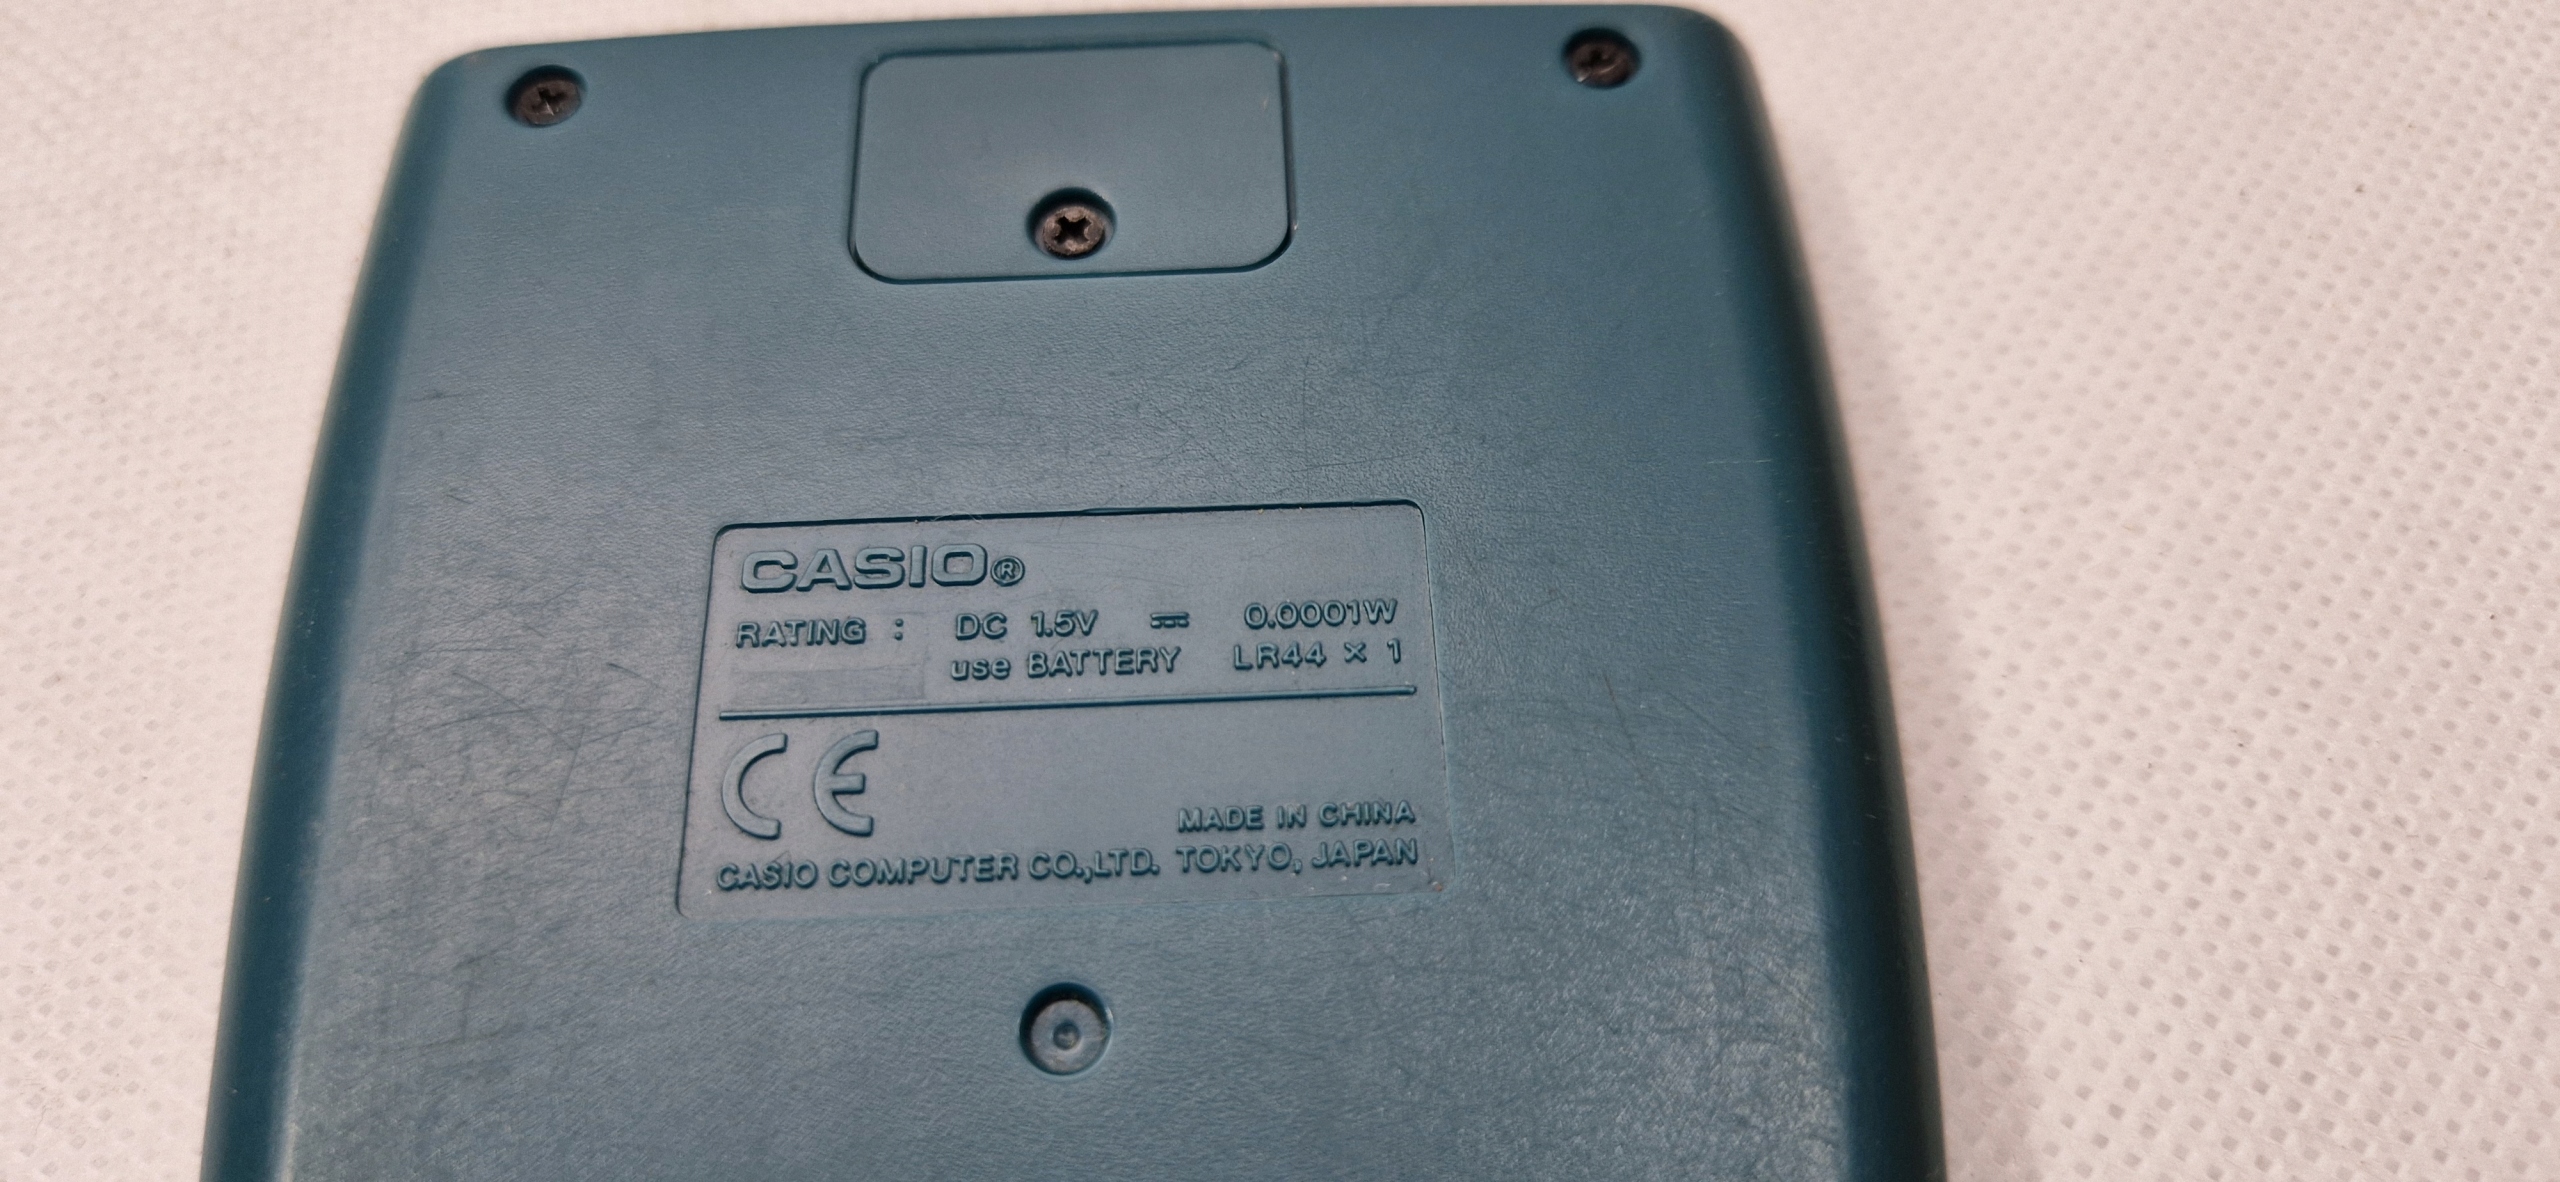 CASIO®
RATING : DC 1.5V ⎓ 0.0001W
use BATTERY LR44 × 1
CE
MADE IN CHINA
CASIO COMPUTER CO.,LTD. TOKYO, JAPAN